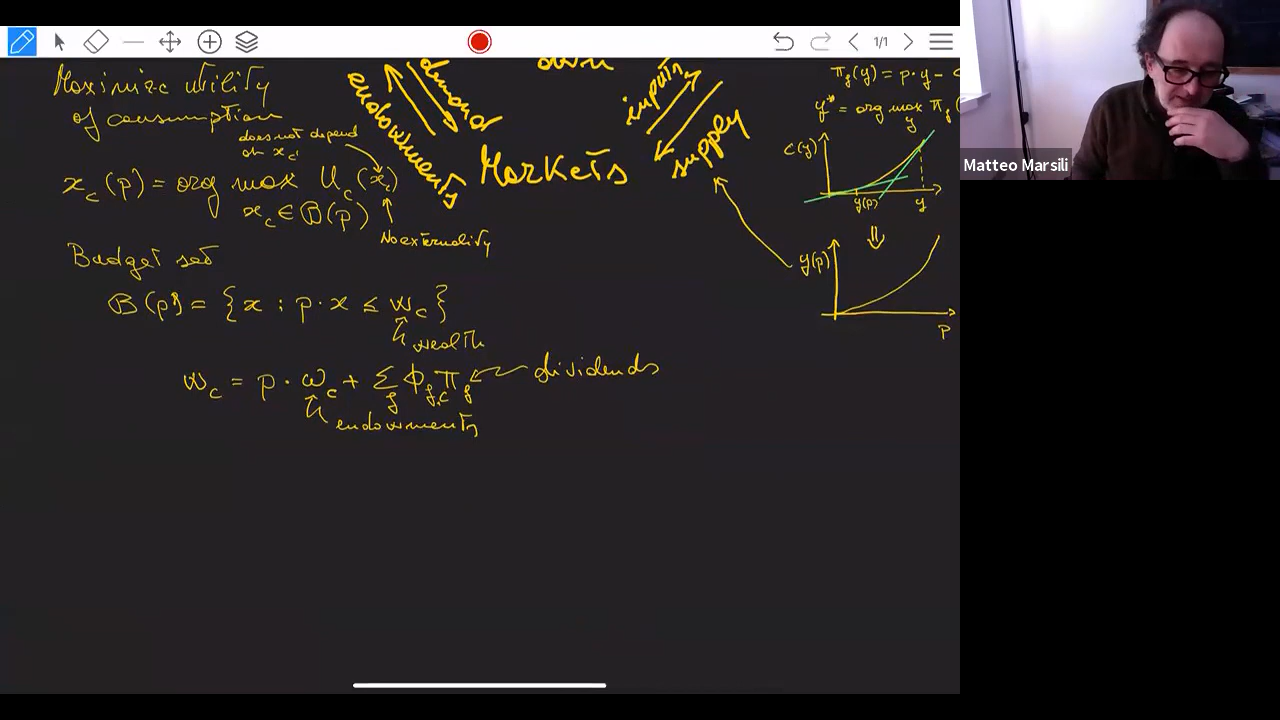 Maximize utility
of consumption
does not depend
on x_c'
x_c(p) = arg max U_c(x_c)
x_c ∈ B(p)
No externality
Budget set
B(p) = {x : p · x ≤ w_c}
wealth
w_c = p · ω_c + Σ_f Φ_{f,c} π_f
dividends
endowments
endowments
demand
own
Markets
inputs
supply
π_f(y) = p · y - c
y* = arg max π_f(
y
c(y)
y(p)
y
⇓
y(p)
p
1/1
Matteo Marsili